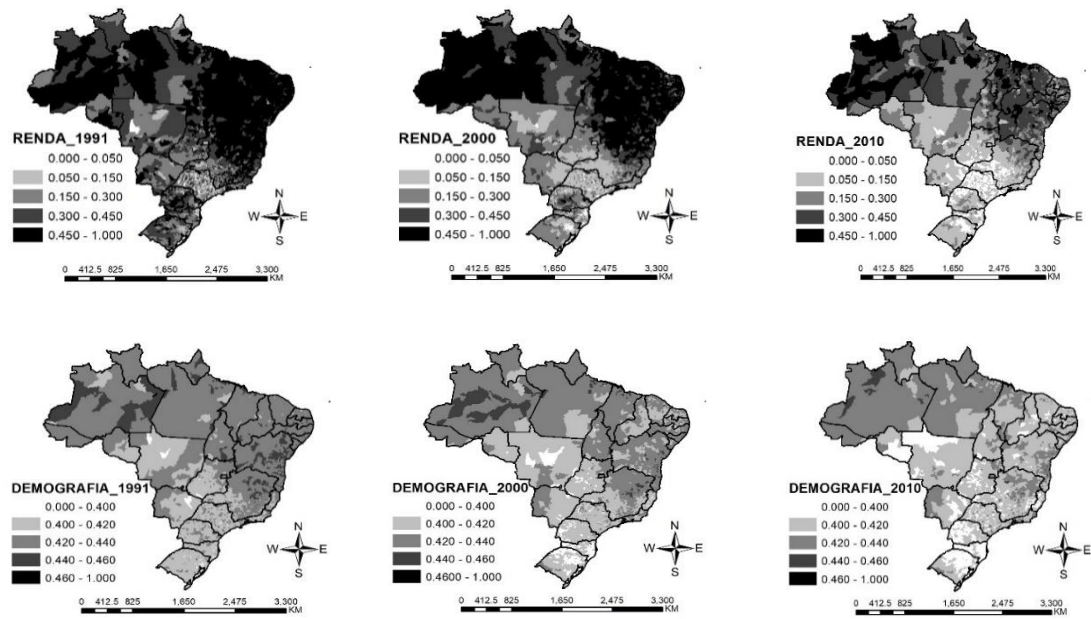 RENDA_1991
0.000 - 0.050
0.050 - 0.150
0.150 - 0.300
0.300 - 0.450
0.450 - 1.000
N
W E
S
0 412.5 825 1,650 2,475 3,300
KM
RENDA_2000
0.000 - 0.050
0.050 - 0.150
0.150 - 0.300
0.300 - 0.450
0.450 - 1.000
N
W E
S
0 412.5 825 1,650 2,475 3,300
KM
RENDA_2010
0.000 - 0.050
0.050 - 0.150
0.150 - 0.300
0.300 - 0.450
0.450 - 1.000
N
W E
S
0 412.5 825 1,650 2,475 3,300
KM
DEMOGRAFIA_1991
0.000 - 0.400
0.400 - 0.420
0.420 - 0.440
0.440 - 0.460
0.460 - 1.000
N
W E
S
0 412.5 825 1,650 2,475 3,300
KM
DEMOGRAFIA_2000
0.000 - 0.400
0.400 - 0.420
0.420 - 0.440
0.440 - 0.460
0.4600 - 1.000
N
W E
S
0 412.5 825 1,650 2,475 3,300
KM
DEMOGRAFIA_2010
0.000 - 0.400
0.400 - 0.420
0.420 - 0.440
0.440 - 0.460
0.460 - 1.000
N
W E
S
0 412.5 825 1,650 2,475 3,300
KM